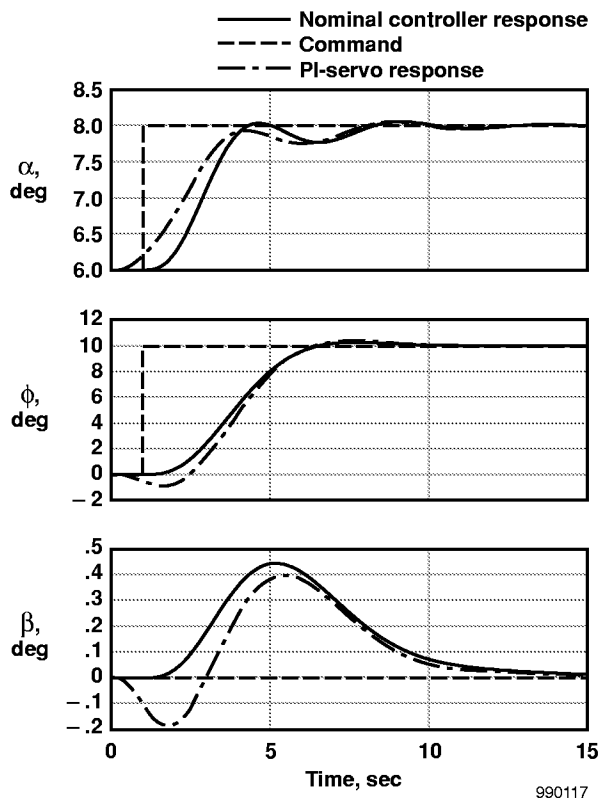 Nominal controller response
Command
PI-servo response
8.5
8.0
7.5
7.0
6.5
6.0
α,
deg
12
10
8
6
4
2
0
– 2
ϕ,
deg
.5
.4
.3
.2
.1
0
– .1
– .2
β,
deg
0 5 10 15
Time, sec
990117